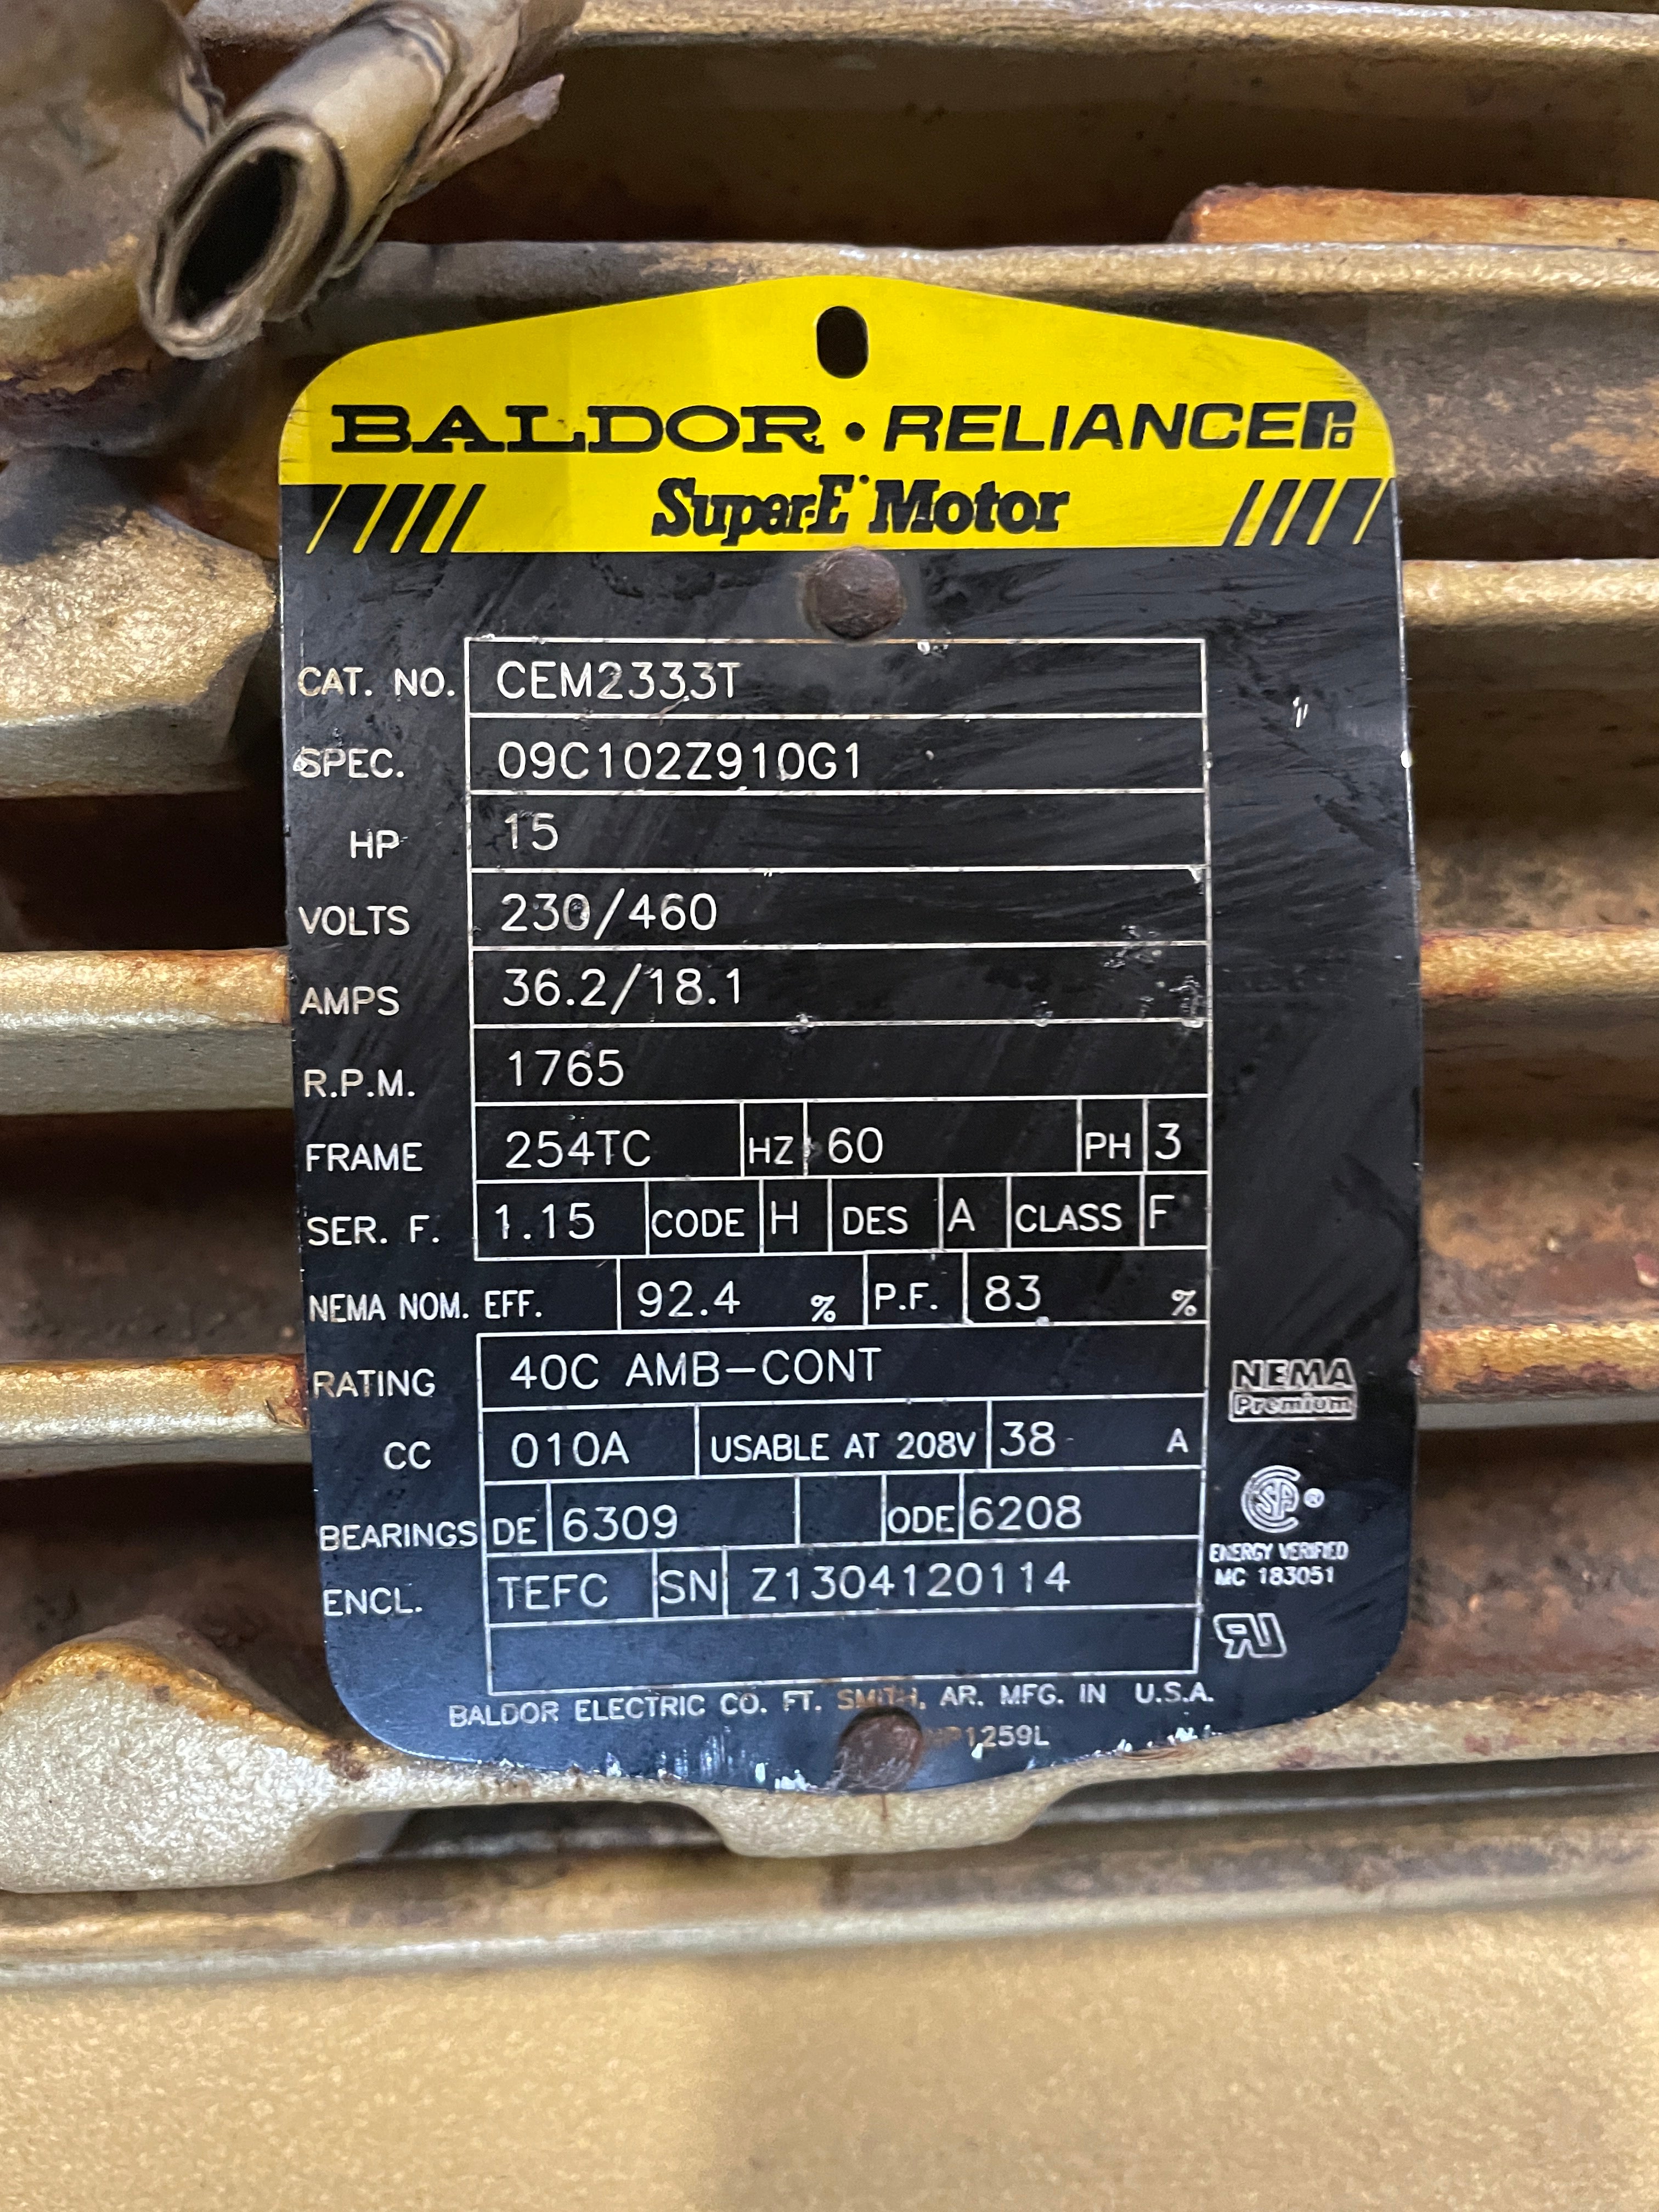 BALDOR • RELIANCE
Super-E Motor
CAT. NO. CEM2333T
SPEC. 09C102Z910G1
HP 15
VOLTS 230/460
AMPS 36.2/18.1
R.P.M. 1765
FRAME 254TC HZ 60 PH 3
SER. F. 1.15 CODE H DES A CLASS F
NEMA NOM. EFF. 92.4 % P.F. 83 %
RATING 40C AMB-CONT
NEMA
Premium
CC 010A USABLE AT 208V 38 A
BEARINGS DE 6309 ODE 6208
SA ®
ENERGY VERIFIED
MC 183051
ENCL. TEFC SN Z1304120114
BALDOR ELECTRIC CO. FT. SMITH, AR. MFG. IN U.S.A.